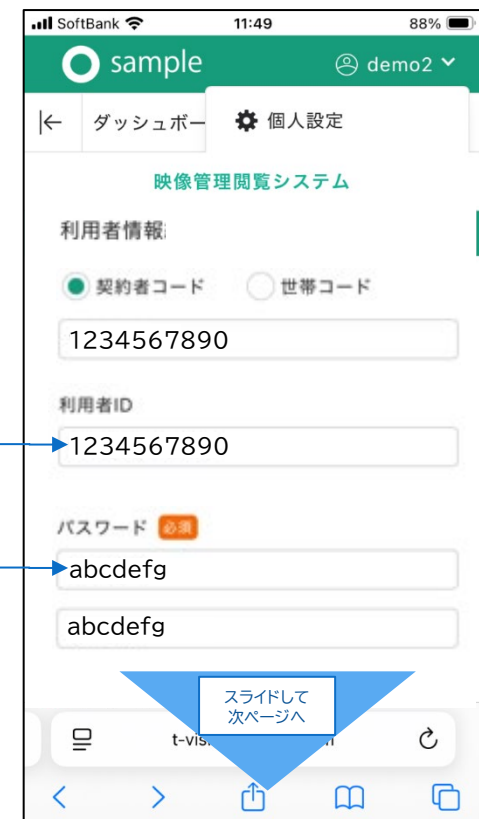 SoftBank 11:49 88%
sample demo2
ダッシュボー 個人設定
映像管理閲覧システム
利用者情報
契約者コード 世帯コード
1234567890
利用者ID
1234567890
パスワード 必須
abcdefg
abcdefg
スライドして
次ページへ
t-vis